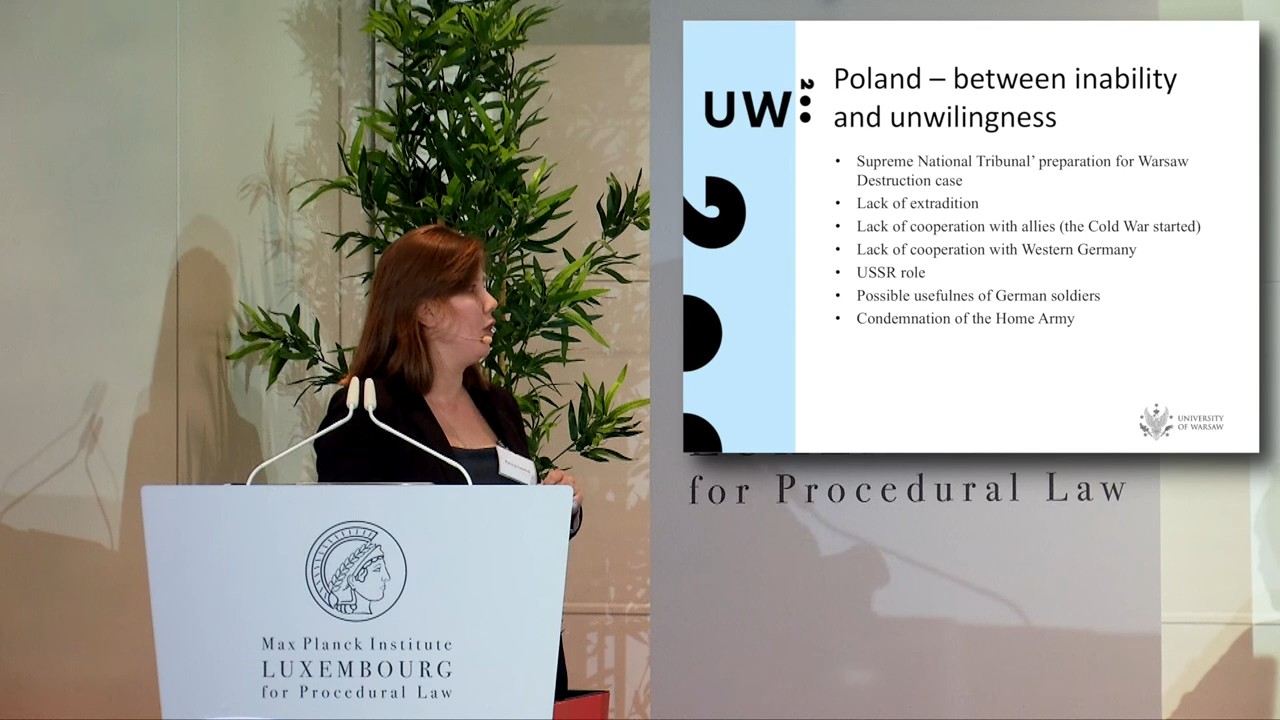 UW
Poland – between inability
and unwilingness
• Supreme National Tribunal’ preparation for Warsaw
Destruction case
• Lack of extradition
• Lack of cooperation with allies (the Cold War started)
• Lack of cooperation with Western Germany
• USSR role
• Possible usefulnes of German soldiers
• Condemnation of the Home Army
UNIVERSITY
OF WARSAW
for Procedural Law
Max Planck Institute
LUXEMBOURG
for Procedural Law